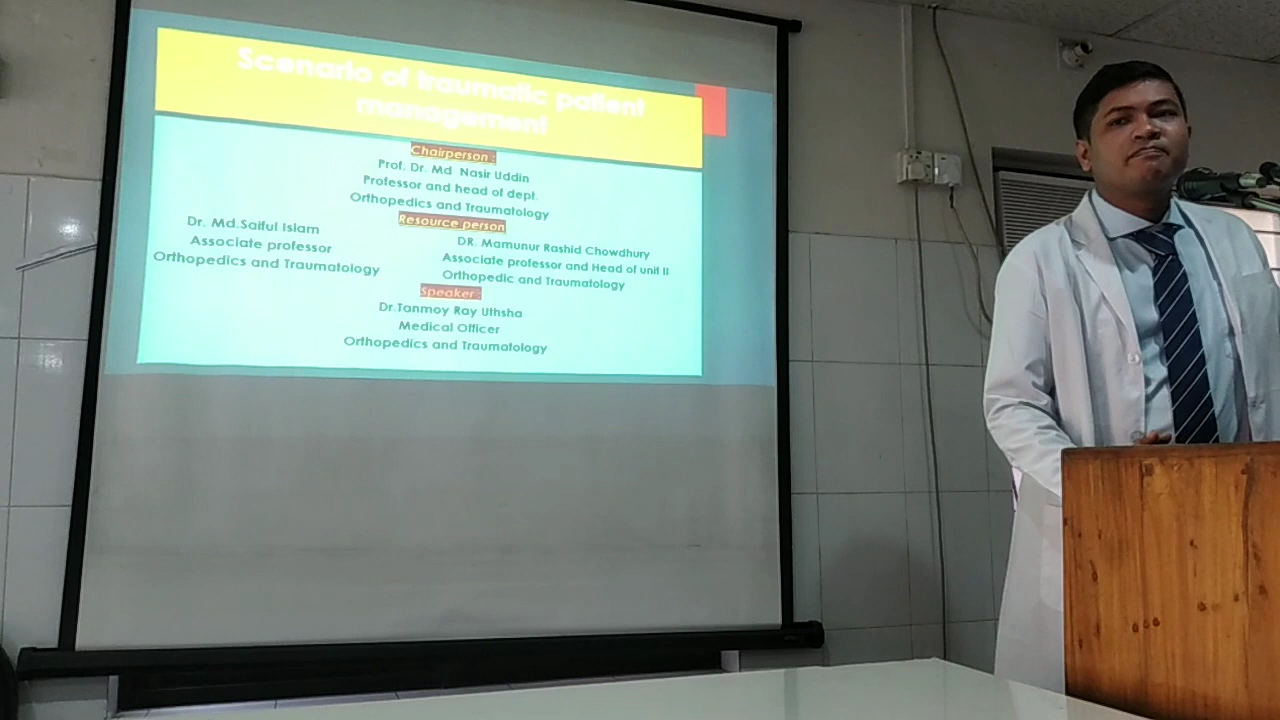 Scenario of traumatic patient
management
Chairperson :
Prof. Dr. Md Nasir Uddin
Professor and head of dept.
Orthopedics and Traumatology
Resource person
Dr. Md.Saiful Islam
Associate professor
Orthopedics and Traumatology
DR. Mamunur Rashid Chowdhury
Associate professor and Head of unit II
Orthopedic and Traumatology
Speaker :
Dr.Tanmoy Ray Uthsha
Medical Officer
Orthopedics and Traumatology